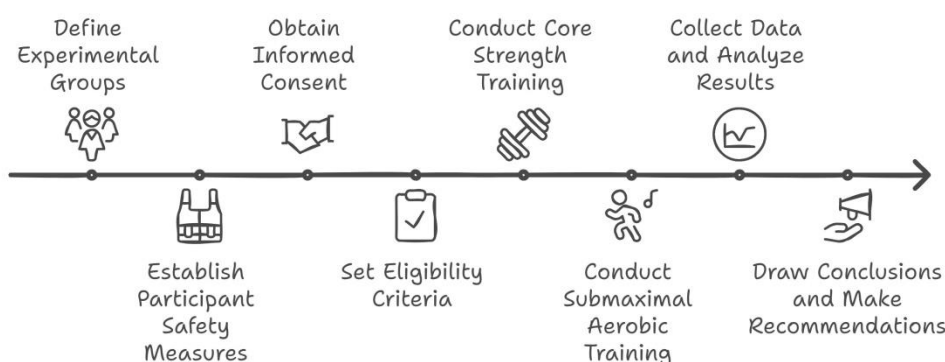 Define
Experimental
Groups
Obtain
Informed
Consent
Conduct Core
Strength
Training
Collect Data
and Analyze
Results
Establish
Participant
Safety
Measures
Set Eligibility
Criteria
Conduct
Submaximal
Aerobic
Training
Draw Conclusions
and Make
Recommendations